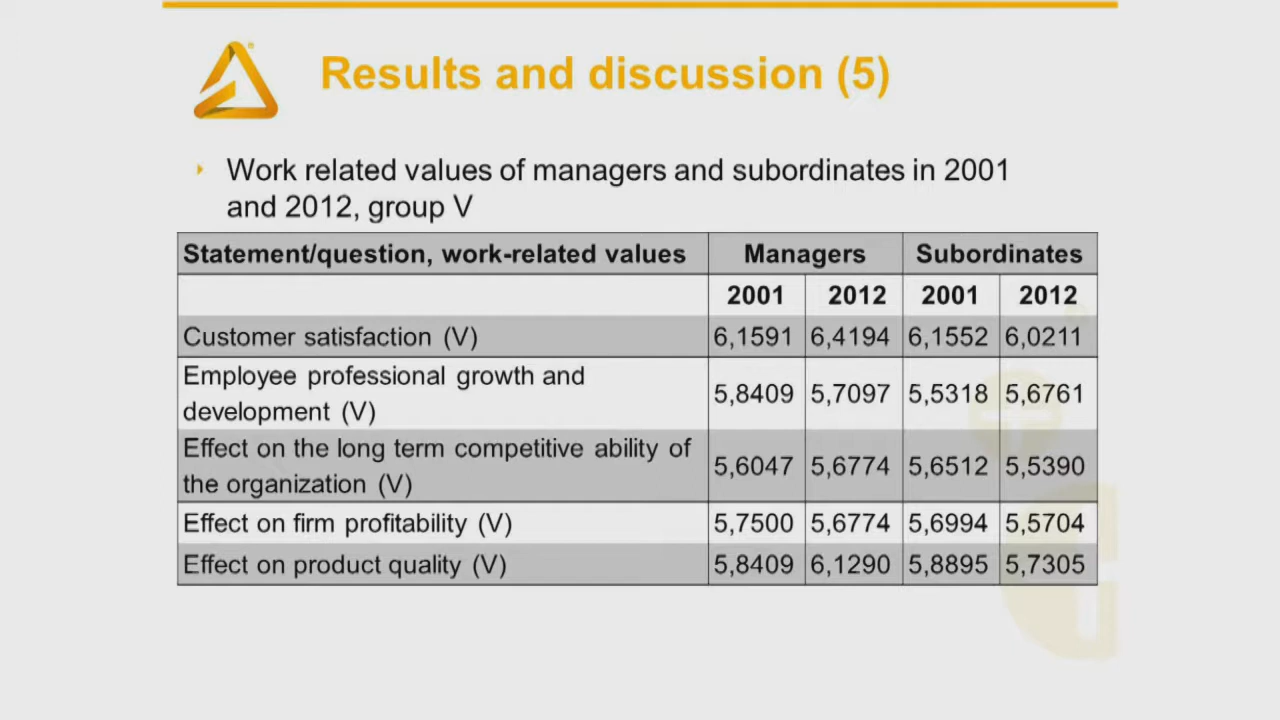 Results and discussion (5)
Work related values of managers and subordinates in 2001
and 2012, group V
Statement/question, work-related values Managers Subordinates
2001 2012 2001 2012
Customer satisfaction (V) 6,1591 6,4194 6,1552 6,0211
Employee professional growth and
development (V) 5,8409 5,7097 5,5318 5,6761
Effect on the long term competitive ability of
the organization (V) 5,6047 5,6774 5,6512 5,5390
Effect on firm profitability (V) 5,7500 5,6774 5,6994 5,5704
Effect on product quality (V) 5,8409 6,1290 5,8895 5,7305